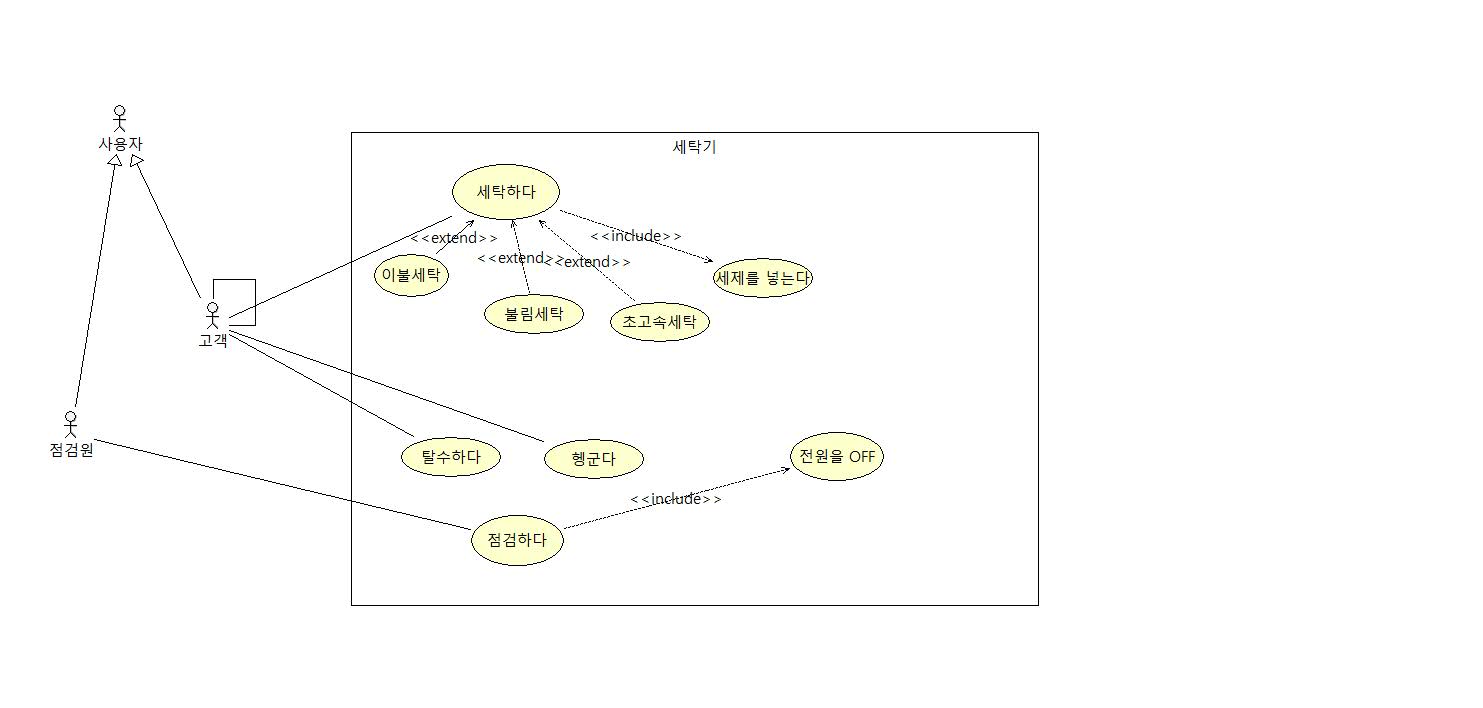 사용자
세탁기
세탁하다
<<extend>>
<<include>>
<<extend>>
<<extend>>
이불세탁
세제를 넣는다
불림세탁
초고속세탁
고객
점검원
탈수하다
헹군다
전원을 OFF
<<include>>
점검하다